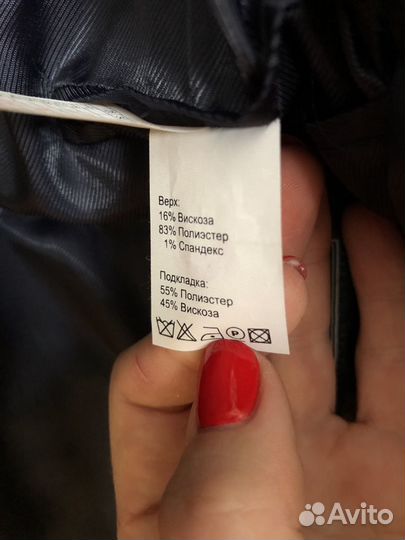 Верх:
16% Вискоза
83% Полиэстер
1% Спандекс
Подкладка:
55% Полиэстер
45% Вискоза
P
Avito